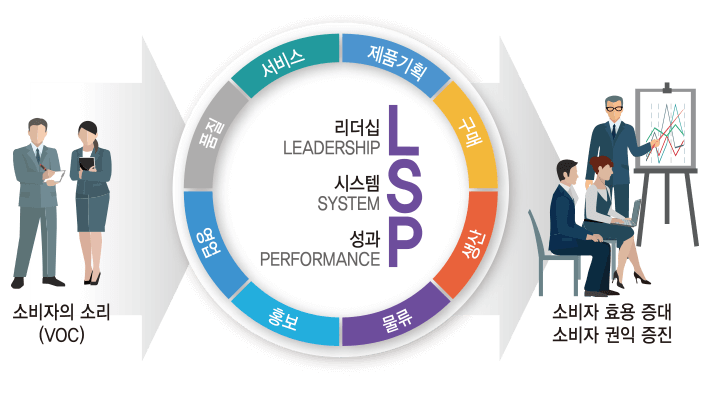 소비자의 소리
(VOC)
서비스
제품기획
구매
생산
물류
홍보
영업
품질
리더십
LEADERSHIP
시스템
SYSTEM
성과
PERFORMANCE
L
S
P
소비자 효용 증대
소비자 권익 증진